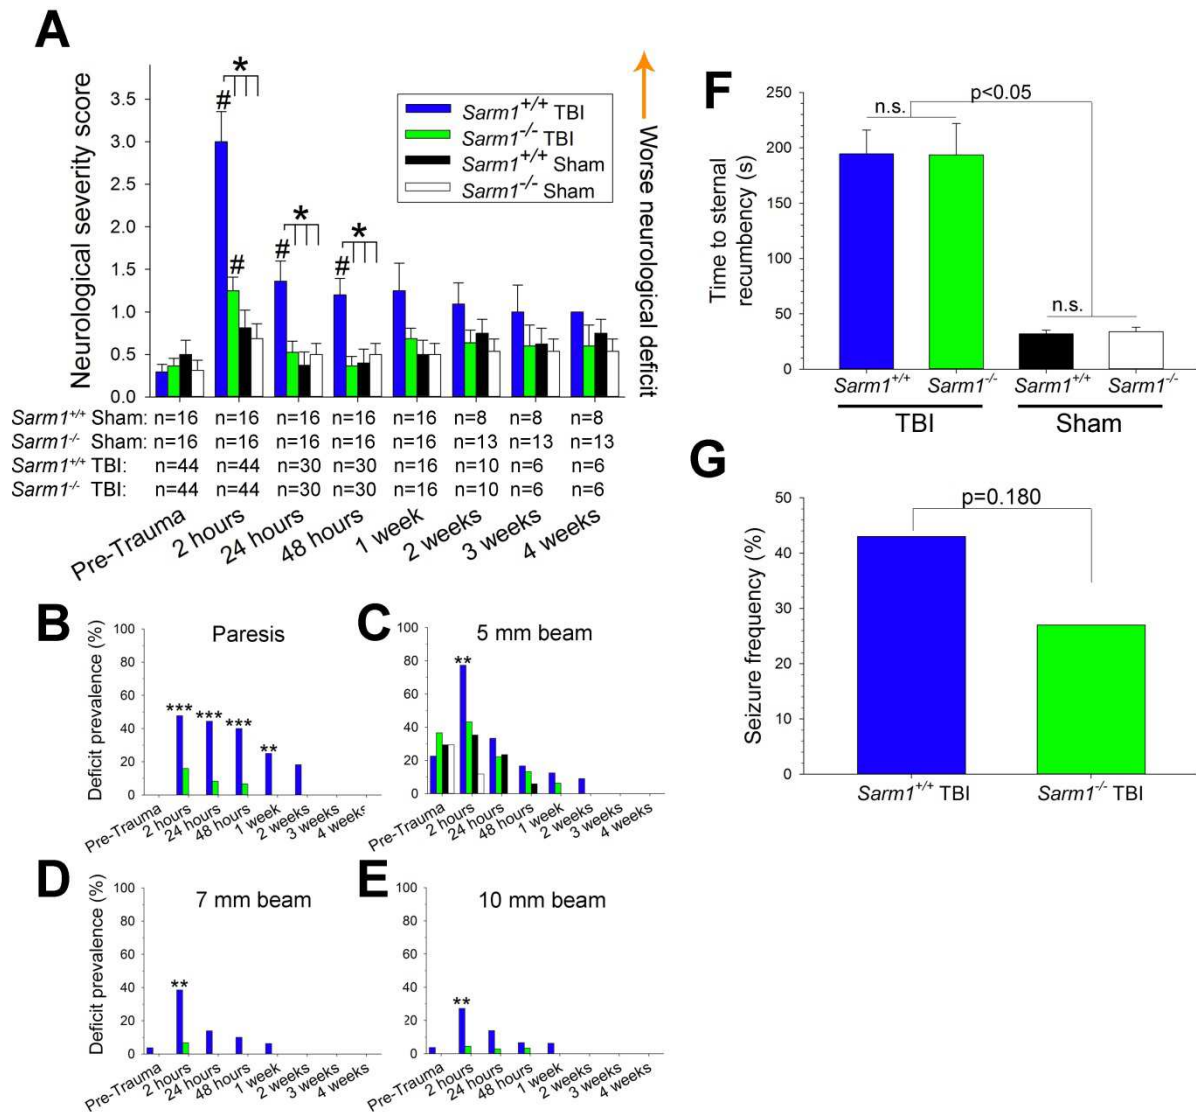 A
Neurological severity score
3.5
3.0
2.5
2.0
1.5
1.0
0.5
0.0
# * # # * # *
Sarm1+/+ TBI
Sarm1-/- TBI
Sarm1+/+ Sham
Sarm1-/- Sham
Worse neurological deficit
Sarm1+/+ Sham: n=16 n=16 n=16 n=16 n=16 n=8 n=8 n=8
Sarm1-/- Sham: n=16 n=16 n=16 n=16 n=16 n=13 n=13 n=13
Sarm1+/+ TBI: n=44 n=44 n=30 n=30 n=16 n=10 n=6 n=6
Sarm1-/- TBI: n=44 n=44 n=30 n=30 n=16 n=10 n=6 n=6
Pre-Trauma 2 hours 24 hours 48 hours 1 week 2 weeks 3 weeks 4 weeks
B
Paresis
Deficit prevalence (%)
100
80
60
40
20
0
*** *** *** **
Pre-Trauma 2 hours 24 hours 48 hours 1 week 2 weeks 3 weeks 4 weeks
C
5 mm beam
100
80
60
40
20
0
**
Pre-Trauma 2 hours 24 hours 48 hours 1 week 2 weeks 3 weeks 4 weeks
D
7 mm beam
Deficit prevalence (%)
100
80
60
40
20
0
**
Pre-Trauma 2 hours 24 hours 48 hours 1 week 2 weeks 3 weeks 4 weeks
E
10 mm beam
100
80
60
40
20
0
**
Pre-Trauma 2 hours 24 hours 48 hours 1 week 2 weeks 3 weeks 4 weeks
F
Time to sternal
recumbency (s)
250
200
150
100
50
0
n.s.
p<0.05
n.s.
Sarm1+/+ Sarm1-/- Sarm1+/+ Sarm1-/-
TBI Sham
G
Seizure frequency (%)
50
40
30
20
10
0
p=0.180
Sarm1+/+ TBI Sarm1-/- TBI